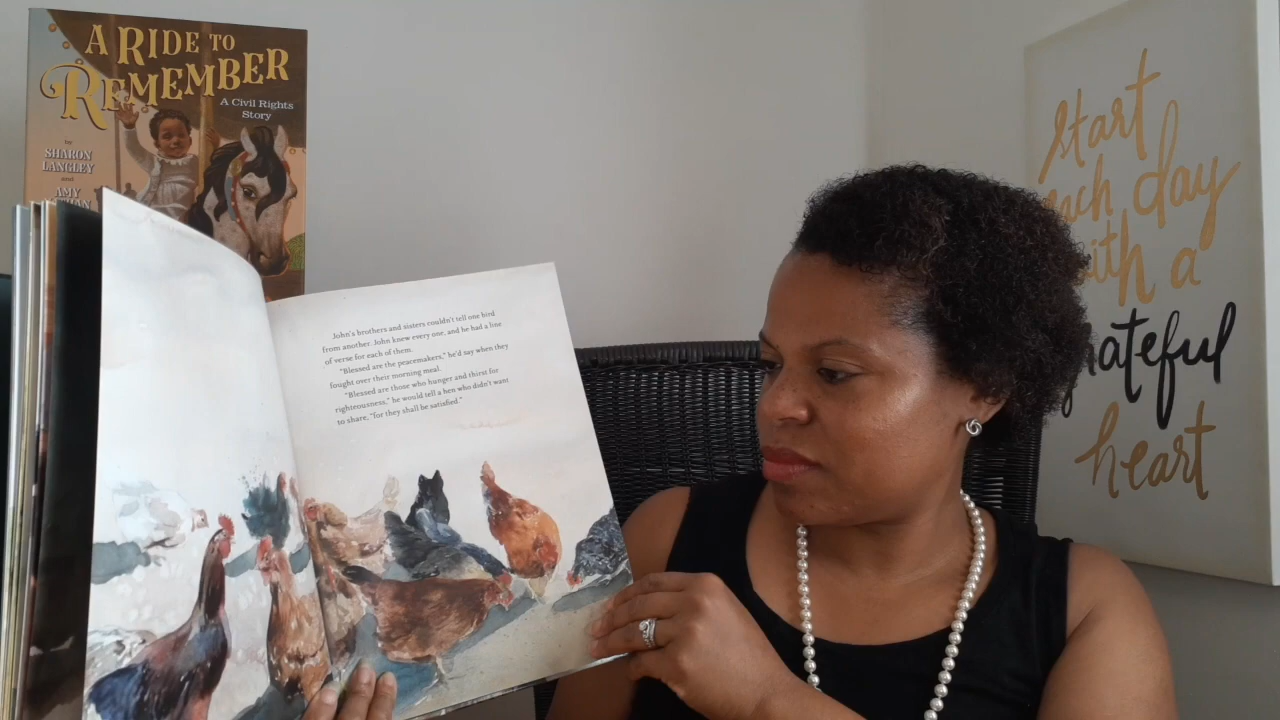 A RIDE TO
REMEMBER
A Civil Rights
Story
by
SHARON
LANGLEY
and
AMY
John's brothers and sisters couldn't tell one bird
from another. John knew every one, and he had a line
of verse for each of them.
"Blessed are the peacemakers," he'd say when they
fought over their morning meal.
"Blessed are those who hunger and thirst for
righteousness," he would tell a hen who didn't want
to share, "for they shall be satisfied."
start
each day
with a
grateful
heart